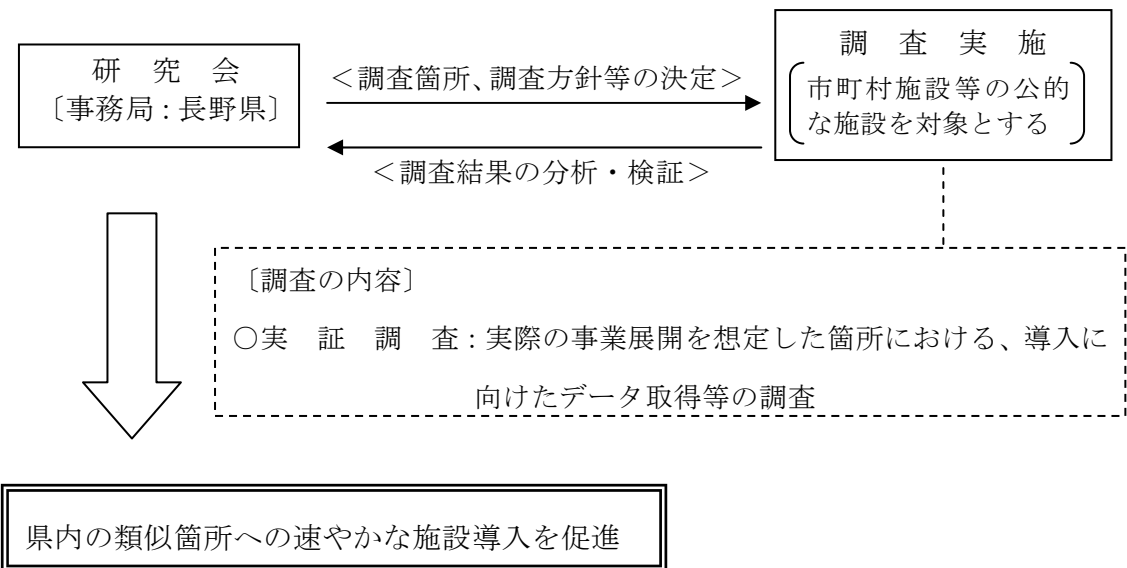 研究会
〔事務局:長野県〕
<調査箇所、調査方針等の決定>
<調査結果の分析・検証>
調査実施
市町村施設等の公的
な施設を対象とする
〔調査の内容〕
○実証調査:実際の事業展開を想定した箇所における、導入に
向けたデータ取得等の調査
県内の類似箇所への速やかな施設導入を促進